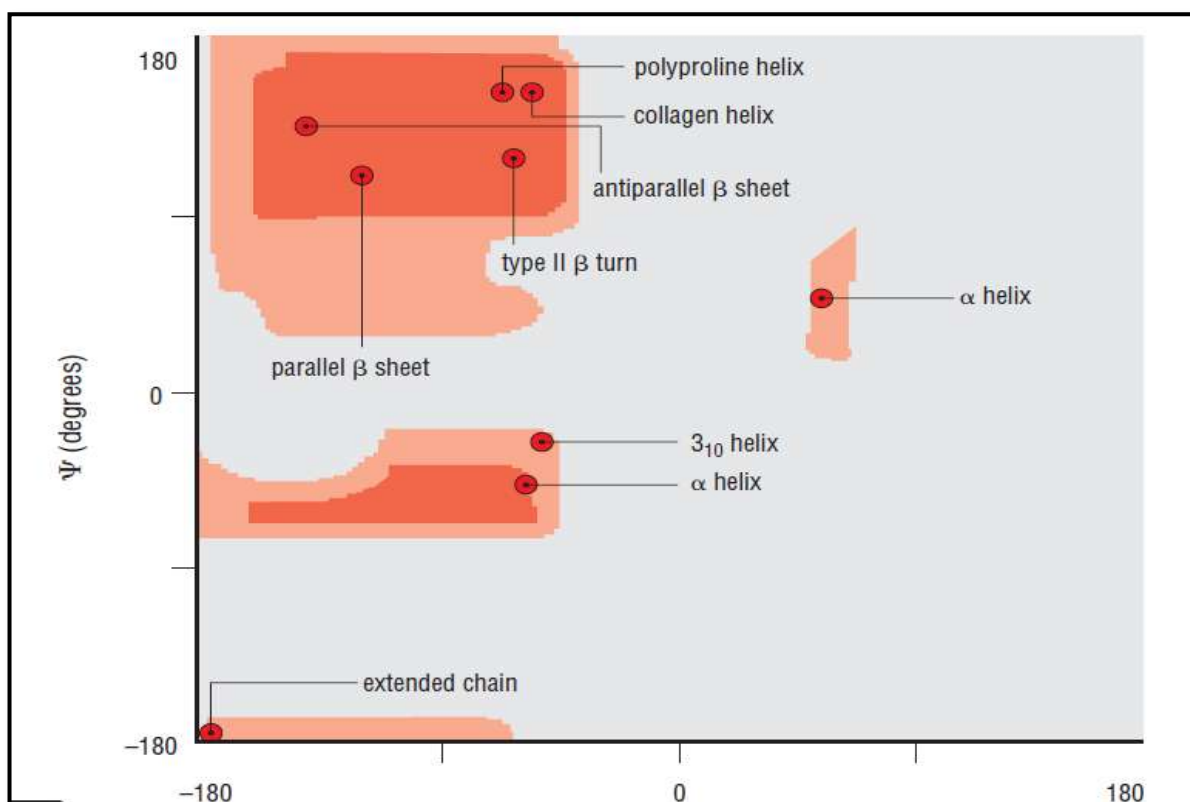 180
polyproline helix
collagen helix
antiparallel β sheet
type II β turn
α helix
parallel β sheet
Ψ (degrees)
0
3₁₀ helix
α helix
extended chain
−180
−180
0
180